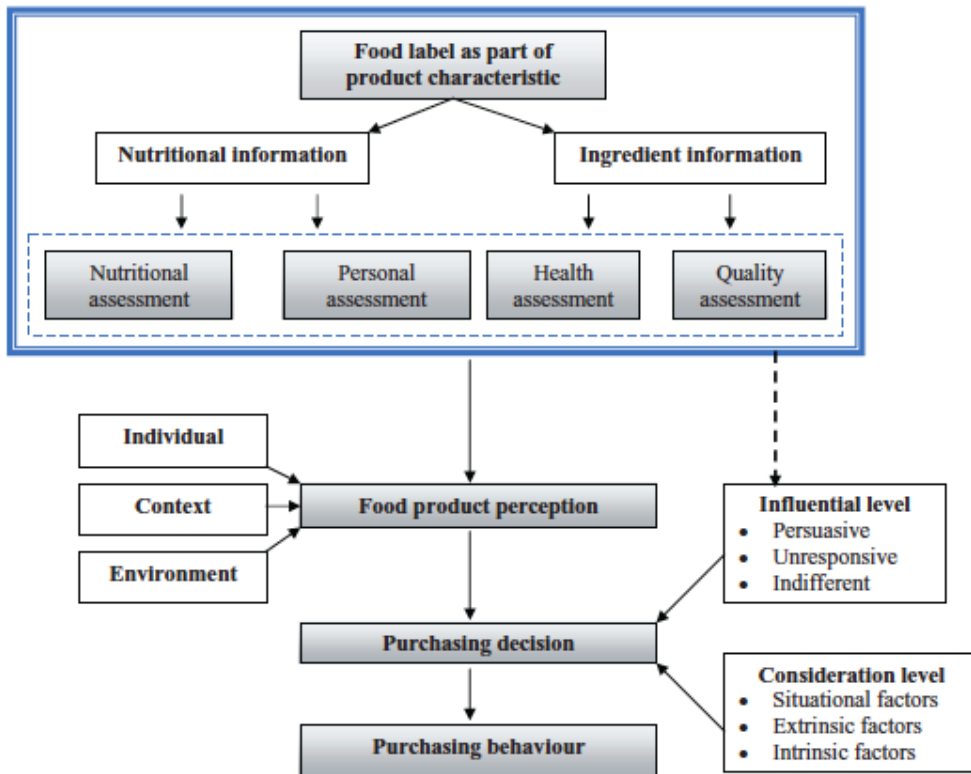 Food label as part of
product characteristic
Nutritional information
Ingredient information
Nutritional
assessment
Personal
assessment
Health
assessment
Quality
assessment
Individual
Context
Environment
Food product perception
Influential level
• Persuasive
• Unresponsive
• Indifferent
Purchasing decision
Consideration level
• Situational factors
• Extrinsic factors
• Intrinsic factors
Purchasing behaviour